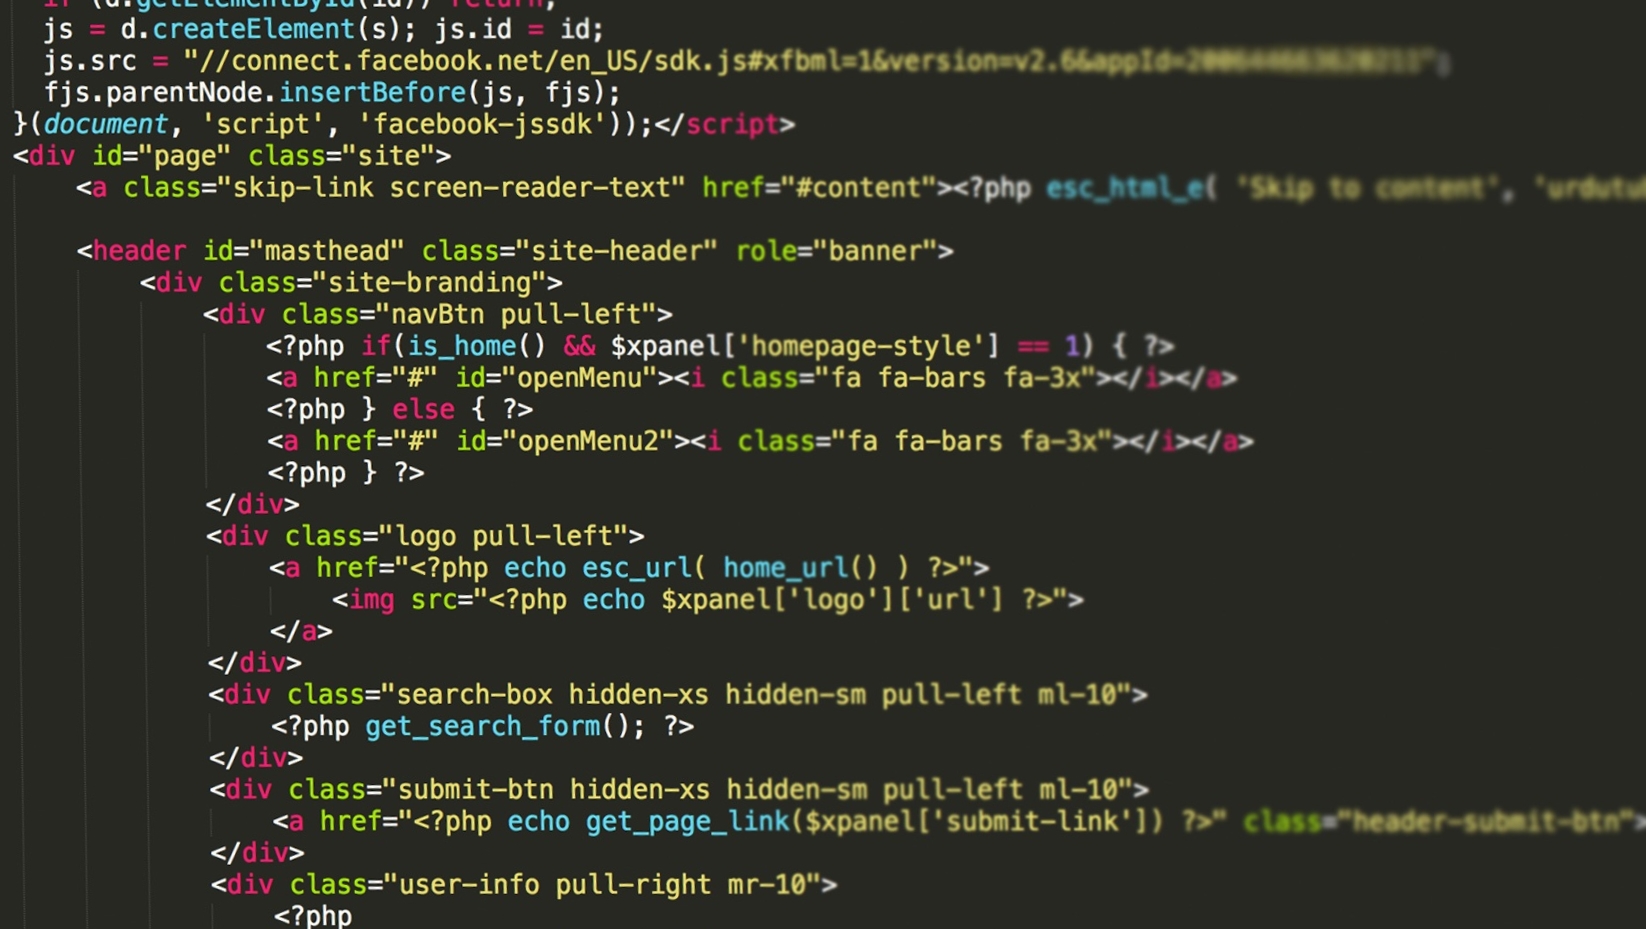 if (d.getElementById(id)) return;
js = d.createElement(s); js.id = id;
js.src = "//connect.facebook.net/en_US/sdk.js#xfbml=1&version=v2.6&appId=
fjs.parentNode.insertBefore(js, fjs);
}(document, 'script', 'facebook-jssdk'));</script>
<div id="page" class="site">
<a class="skip-link screen-reader-text" href="#content"><?php esc_html_e( 'Skip to content',
<header id="masthead" class="site-header" role="banner">
<div class="site-branding">
<div class="navBtn pull-left">
<?php if(is_home() && $xpanel['homepage-style'] == 1) { ?>
<a href="#" id="openMenu"><i class="fa fa-bars fa-3x"></i></a>
<?php } else { ?>
<a href="#" id="openMenu2"><i class="fa fa-bars fa-3x"></i></a>
<?php } ?>
</div>
<div class="logo pull-left">
<a href="<?php echo esc_url( home_url() ) ?>">
<img src="<?php echo $xpanel['logo']['url'] ?>">
</a>
</div>
<div class="search-box hidden-xs hidden-sm pull-left ml-10">
<?php get_search_form(); ?>
</div>
<div class="submit-btn hidden-xs hidden-sm pull-left ml-10">
<a href="<?php echo get_page_link($xpanel['submit-link']) ?>" class="header-submit-btn">
</div>
<div class="user-info pull-right mr-10">
<?php